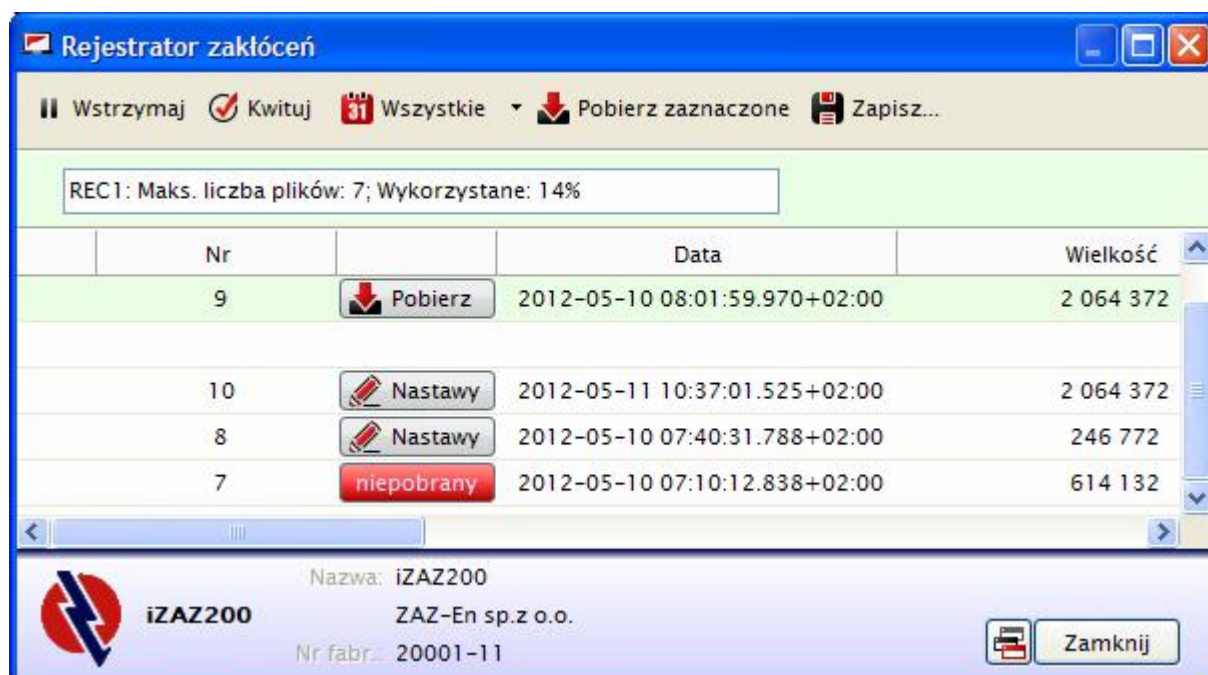 Rejestrator zakłóceń
Wstrzymaj Kwituj 31 Wszystkie Pobierz zaznaczone Zapisz...
REC1: Maks. liczba plików: 7; Wykorzystane: 14%
Nr Data Wielkość
9 Pobierz 2012-05-10 08:01:59.970+02:00 2 064 372
10 Nastawy 2012-05-11 10:37:01.525+02:00 2 064 372
8 Nastawy 2012-05-10 07:40:31.788+02:00 246 772
7 niepobrany 2012-05-10 07:10:12.838+02:00 614 132
Nazwa: iZAZ200
iZAZ200 ZAZ-En sp.z o.o.
Nr fabr.: 20001-11
Zamknij